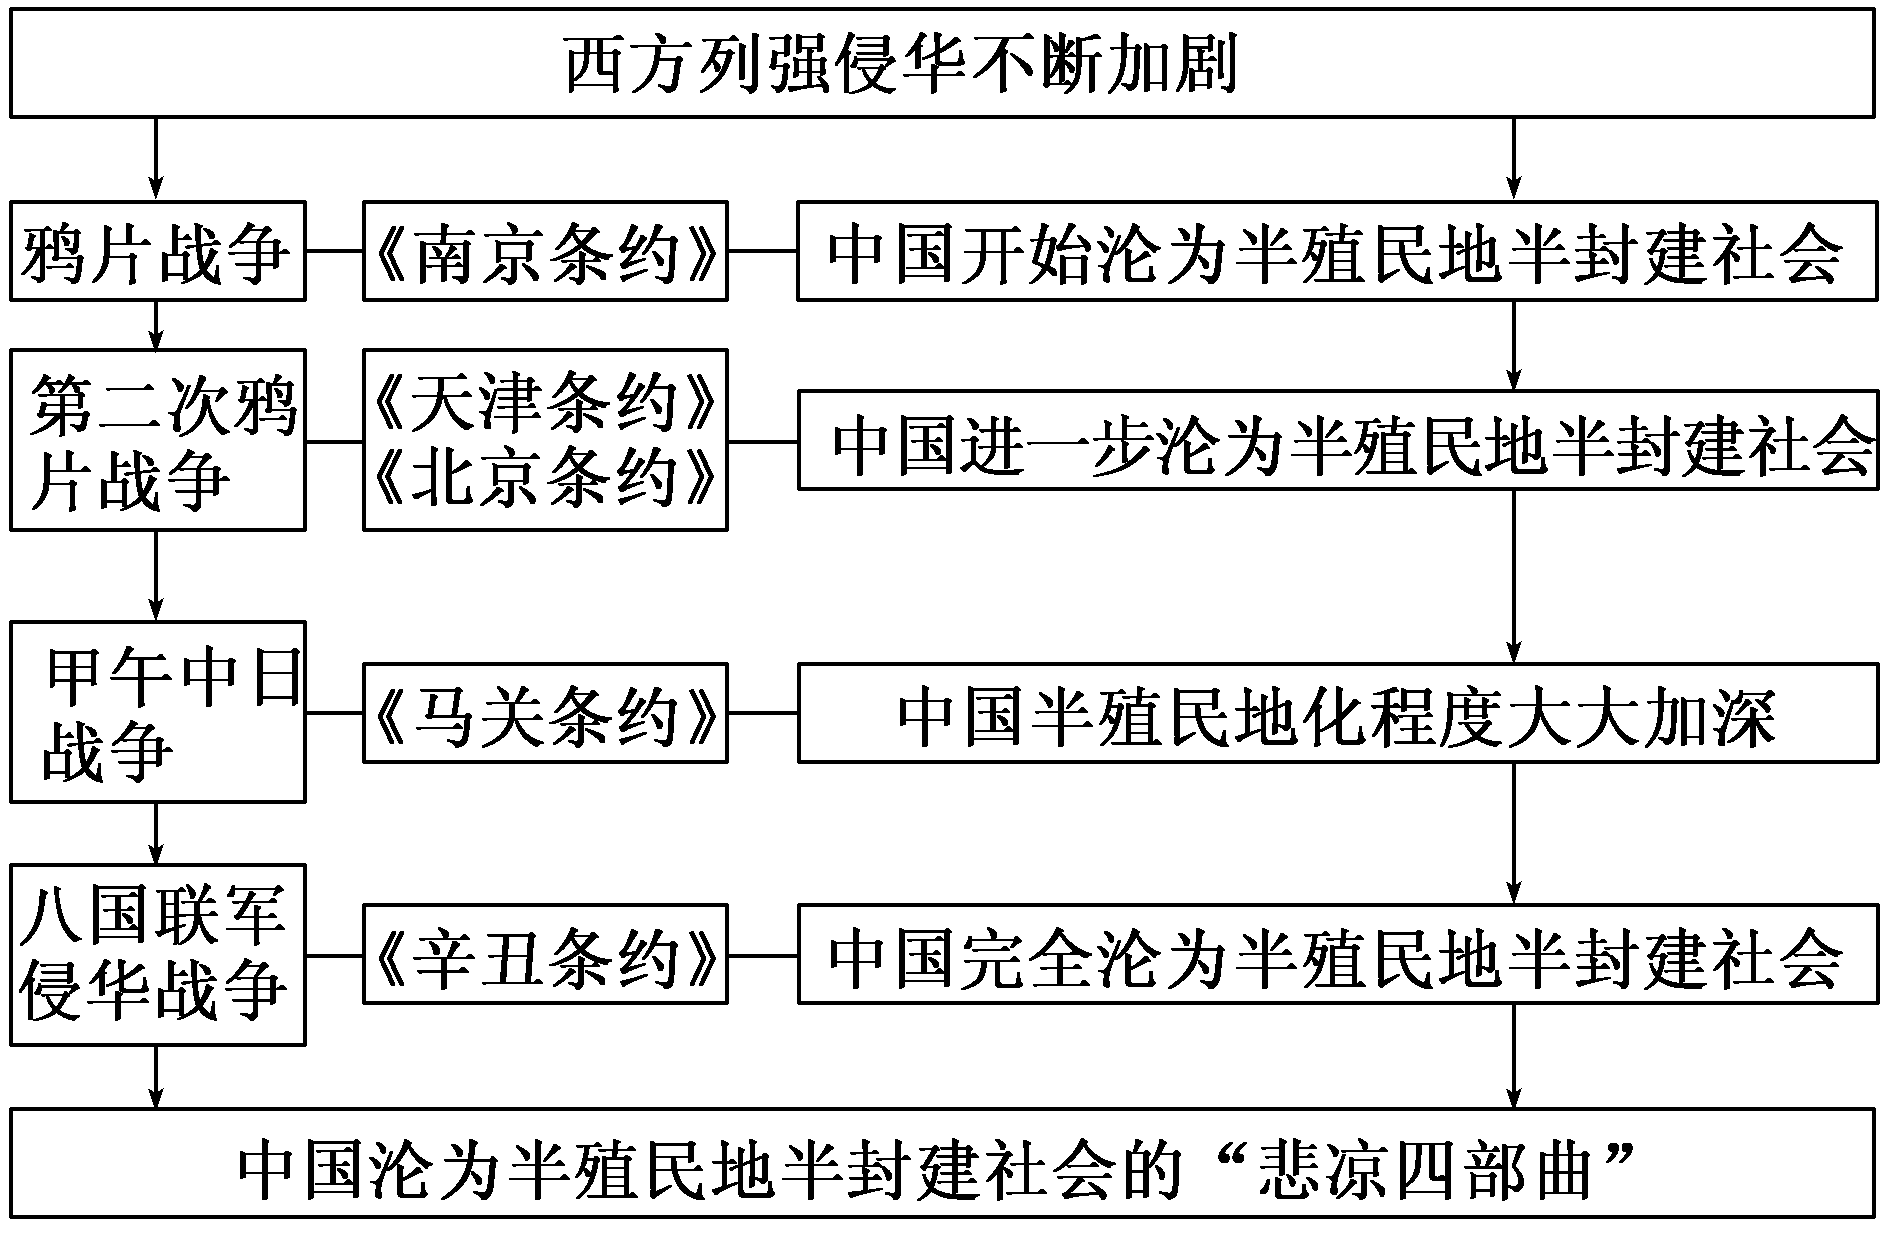 西方列强侵华不断加剧
鸦片战争
《南京条约》
中国开始沦为半殖民地半封建社会
第二次鸦
片战争
《天津条约》
《北京条约》
中国进一步沦为半殖民地半封建社会
甲午中日
战争
《马关条约》
中国半殖民地化程度大大加深
八国联军
侵华战争
《辛丑条约》
中国完全沦为半殖民地半封建社会
中国沦为半殖民地半封建社会的“悲凉四部曲”